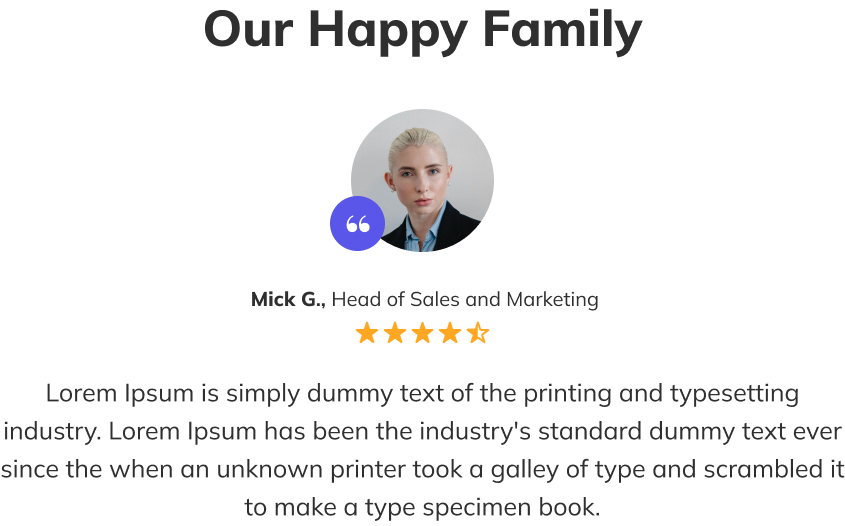 Our Happy Family
“
Mick G., Head of Sales and Marketing
Lorem Ipsum is simply dummy text of the printing and typesetting
industry. Lorem Ipsum has been the industry's standard dummy text ever
since the when an unknown printer took a galley of type and scrambled it
to make a type specimen book.